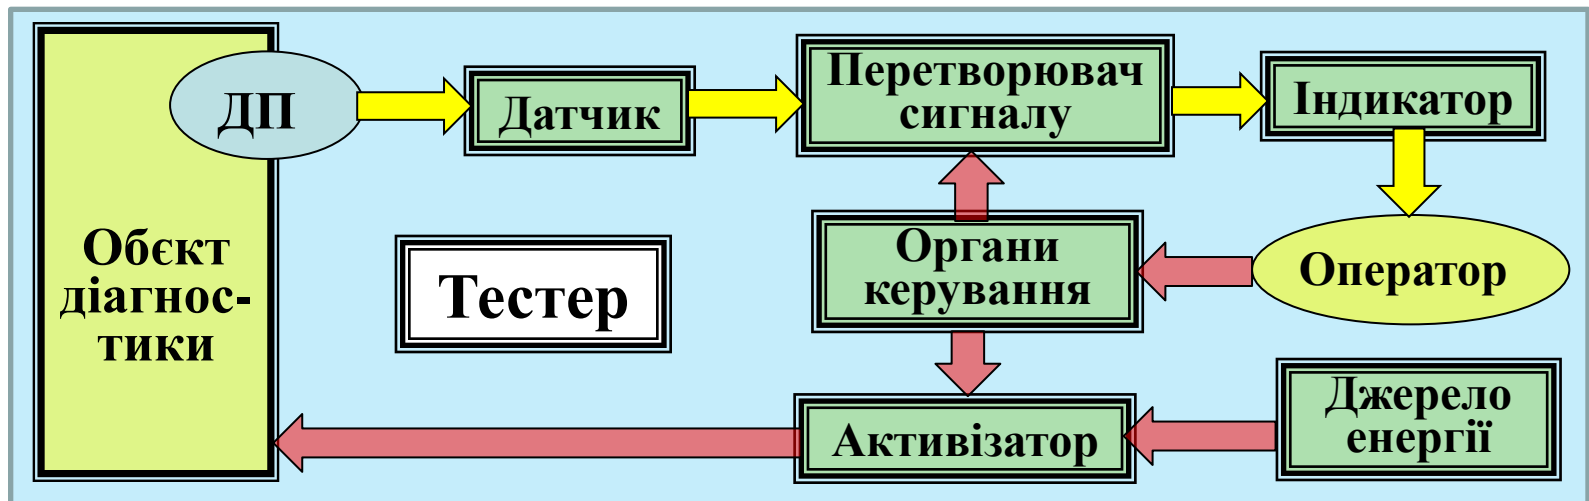 ДП
Датчик
Перетворювач
сигналу
Індикатор
Обєкт
діагнос-
тики
Тестер
Органи
керування
Оператор
Активізатор
Джерело
енергії